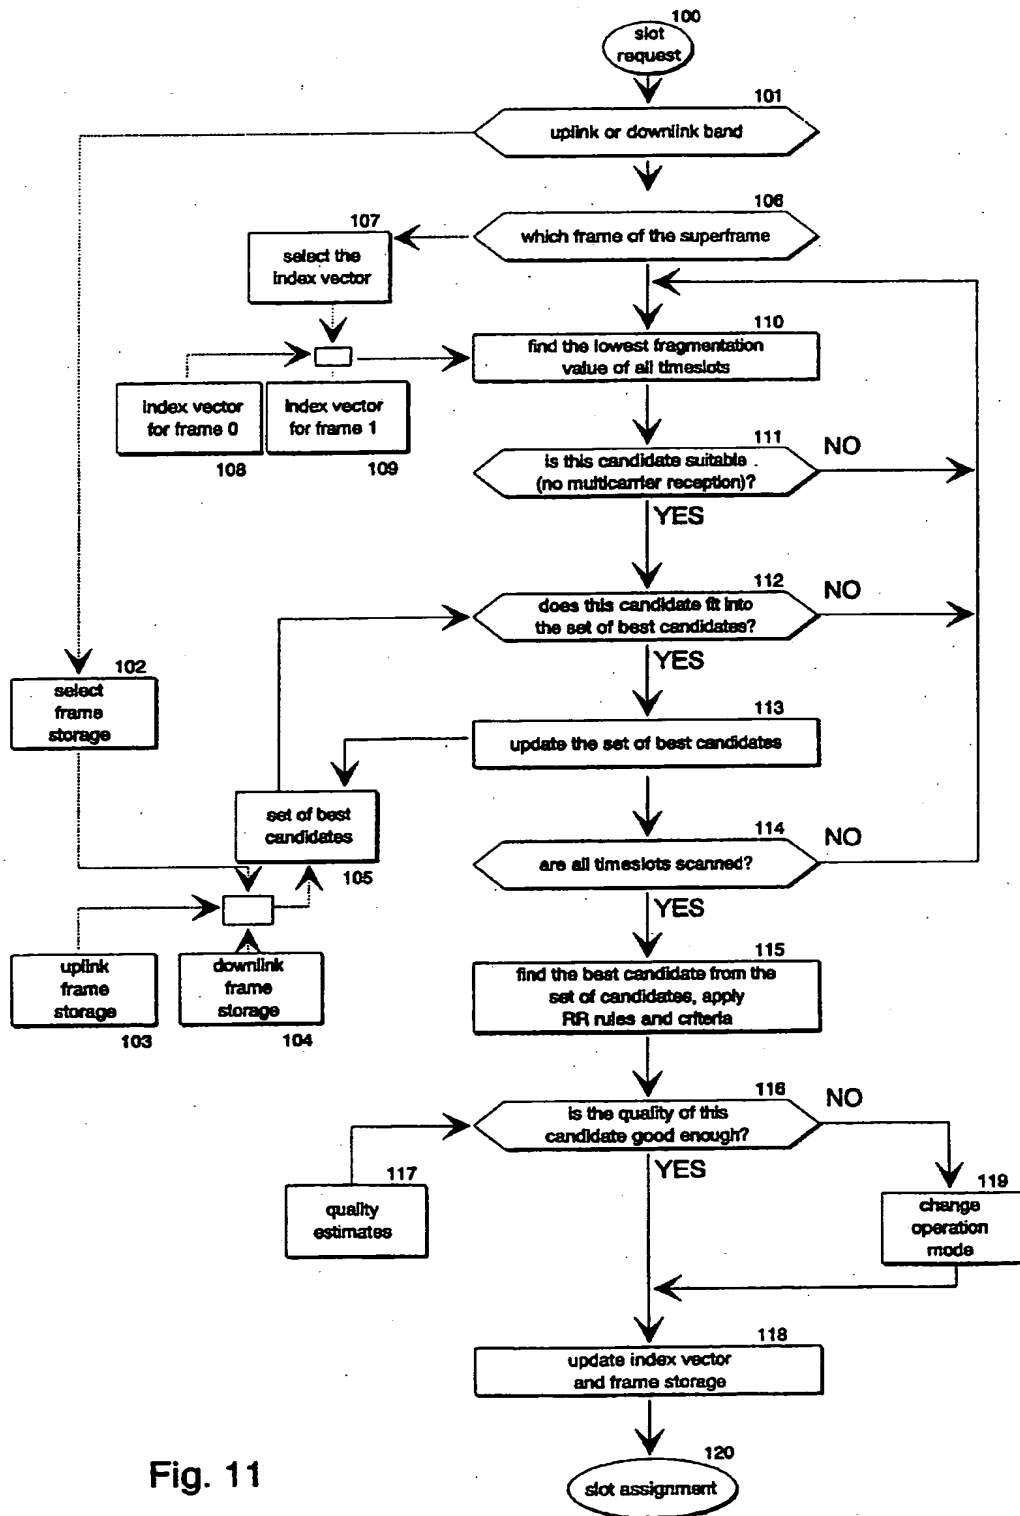 100
slot
request
101
uplink or downlink band
106
which frame of the superframe
107
select the
index vector
110
find the lowest fragmentation
value of all timeslots
index vector
for frame 0
108
index vector
for frame 1
109
111
is this candidate suitable
(no multicarrier reception)?
NO
YES
112
does this candidate fit into
the set of best candidates?
NO
YES
102
select
frame
storage
113
update the set of best candidates
set of best
candidates
105
114
are all timeslots scanned?
NO
YES
uplink
frame
storage
103
downlink
frame
storage
104
115
find the best candidate from the
set of candidates, apply
RR rules and criteria
116
is the quality of this
candidate good enough?
NO
YES
117
quality
estimates
119
change
operation
mode
118
update index vector
and frame storage
120
slot assignment
Fig. 11